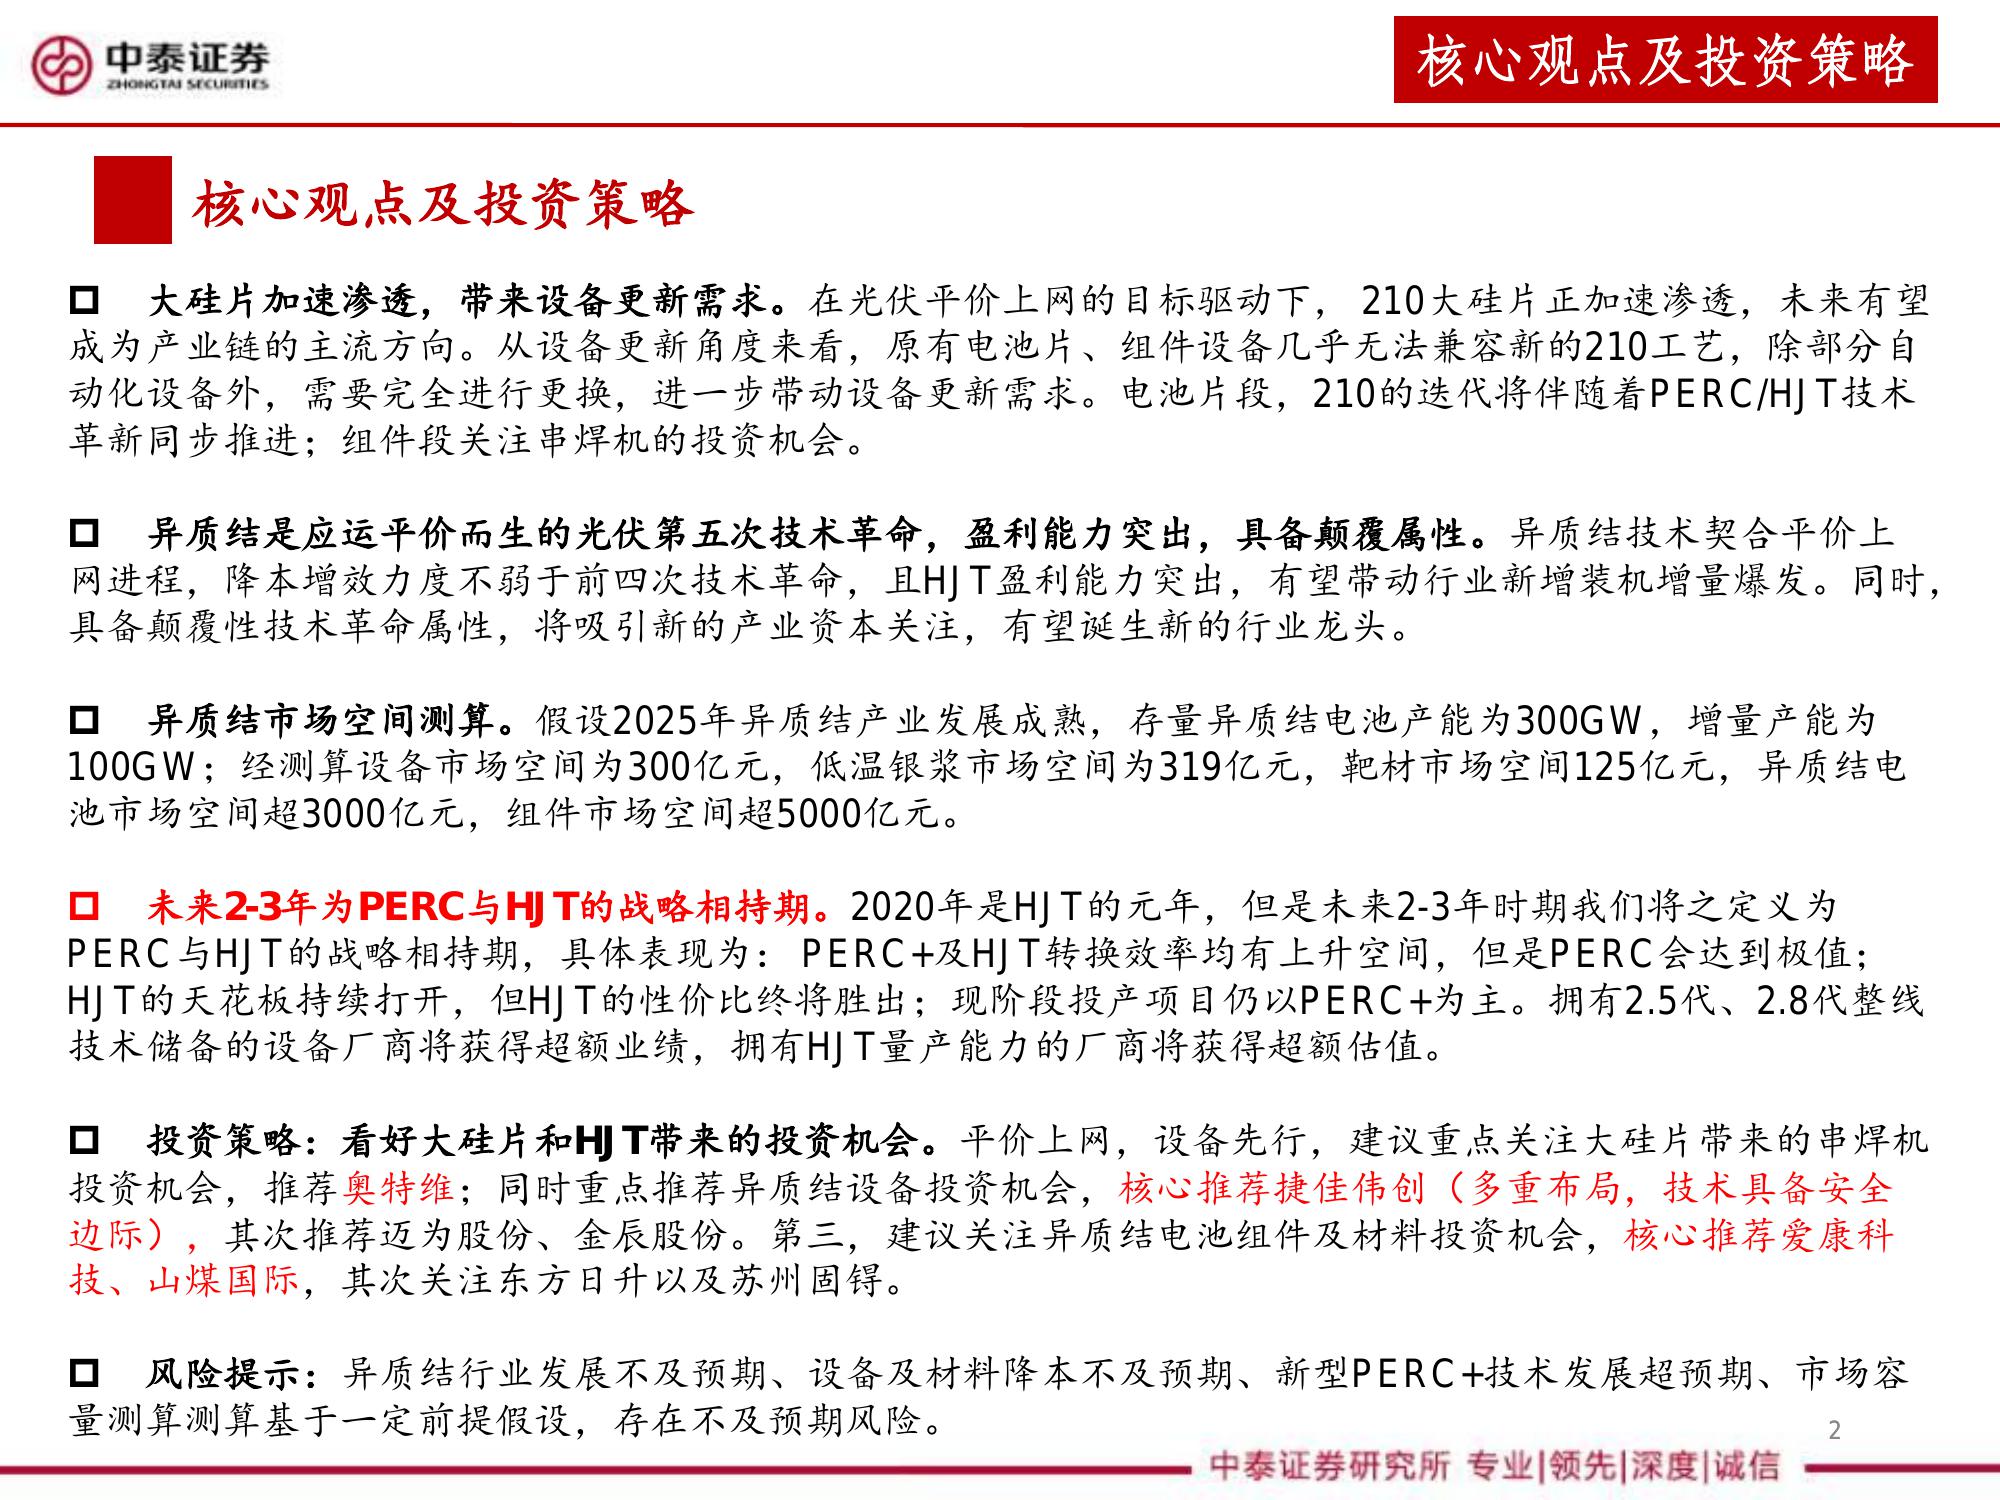 中泰证券
ZHONGTAI SECURITIES
核心观点及投资策略
核心观点及投资策略
大硅片加速渗透，带来设备更新需求。在光伏平价上网的目标驱动下， 210大硅片正加速渗透，未来有望
成为产业链的主流方向。从设备更新角度来看，原有电池片、组件设备几乎无法兼容新的210工艺，除部分自
动化设备外，需要完全进行更换，进一步带动设备更新需求。电池片段，210的迭代将伴随着PERC/HJT技术
革新同步推进；组件段关注串焊机的投资机会。
异质结是应运平价而生的光伏第五次技术革命，盈利能力突出，具备颠覆属性。异质结技术契合平价上
网进程，降本增效力度不弱于前四次技术革命，且HJT盈利能力突出，有望带动行业新增装机增量爆发。同时，
具备颠覆性技术革命属性，将吸引新的产业资本关注，有望诞生新的行业龙头。
异质结市场空间测算。假设2025年异质结产业发展成熟，存量异质结电池产能为300GW，增量产能为
100GW；经测算设备市场空间为300亿元，低温银浆市场空间为319亿元，靶材市场空间125亿元，异质结电
池市场空间超3000亿元，组件市场空间超5000亿元。
未来2-3年为PERC与HJT的战略相持期。2020年是HJT的元年，但是未来2-3年时期我们将之定义为
PERC与HJT的战略相持期，具体表现为： PERC+及HJT转换效率均有上升空间，但是PERC会达到极值；
HJT的天花板持续打开，但HJT的性价比终将胜出；现阶段投产项目仍以PERC+为主。拥有2.5代、2.8代整线
技术储备的设备厂商将获得超额业绩，拥有HJT量产能力的厂商将获得超额估值。
投资策略：看好大硅片和HJT带来的投资机会。平价上网，设备先行，建议重点关注大硅片带来的串焊机
投资机会，推荐奥特维；同时重点推荐异质结设备投资机会，核心推荐捷佳伟创（多重布局，技术具备安全
边际），其次推荐迈为股份、金辰股份。第三，建议关注异质结电池组件及材料投资机会，核心推荐爱康科
技、山煤国际，其次关注东方日升以及苏州固锝。
风险提示：异质结行业发展不及预期、设备及材料降本不及预期、新型PERC+技术发展超预期、市场容
量测算测算基于一定前提假设，存在不及预期风险。
2
中泰证券研究所 专业|领先|深度|诚信